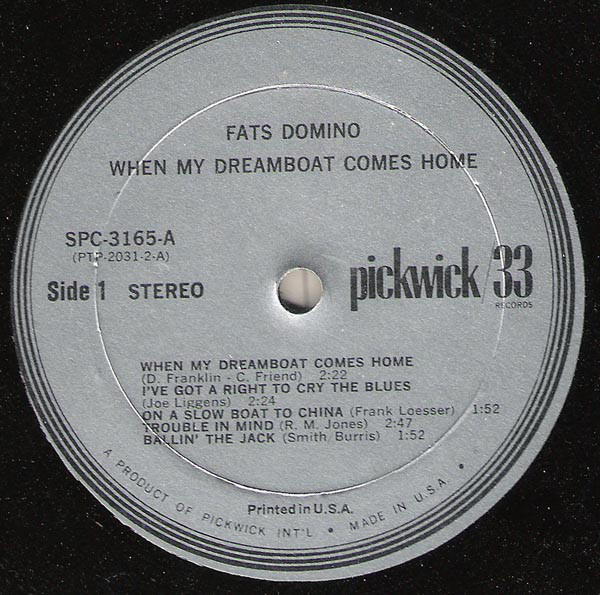 FATS DOMINO
WHEN MY DREAMBOAT COMES HOME
SPC-3165-A
(PTP-2031-2-A)
Side 1 STEREO
pickwick/33
RECORDS
WHEN MY DREAMBOAT COMES HOME
(D. Franklin - C. Friend) 2:22
I'VE GOT A RIGHT TO CRY THE BLUES
(Joe Liggens) 2:24
ON A SLOW BOAT TO CHINA (Frank Loesser) 1:52
TROUBLE IN MIND (R. M. Jones) 2:47
BALLIN' THE JACK (Smith/Burris) 1:52
Printed in U.S.A.
A PRODUCT OF PICKWICK INT'L • MADE IN U.S.A. •